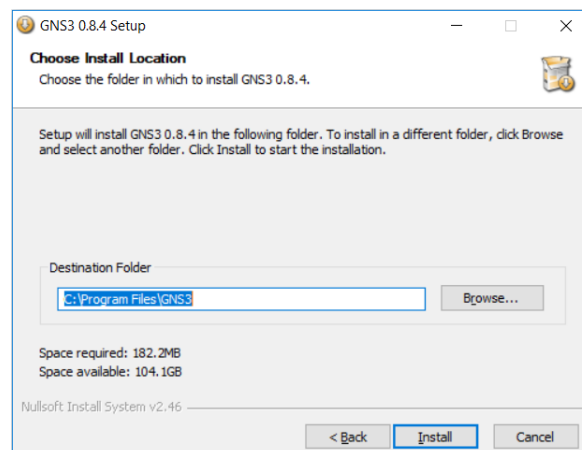 GNS3 0.8.4 Setup
Choose Install Location
Choose the folder in which to install GNS3 0.8.4.
Setup will install GNS3 0.8.4 in the following folder. To install in a different folder, click Browse
and select another folder. Click Install to start the installation.
Destination Folder
C:\Program Files\GNS3
Browse...
Space required: 182.2MB
Space available: 104.1GB
Nullsoft Install System v2.46
< Back
Install
Cancel